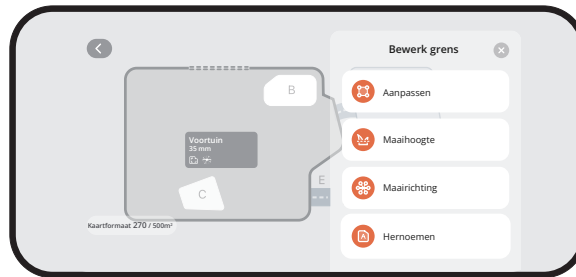 Bewerk grens
B
Aanpassen
Voortuin
35 mm
Maaihoogte
E
C
Maairichting
Kaartformaat 270 / 500m²
Hernoemen